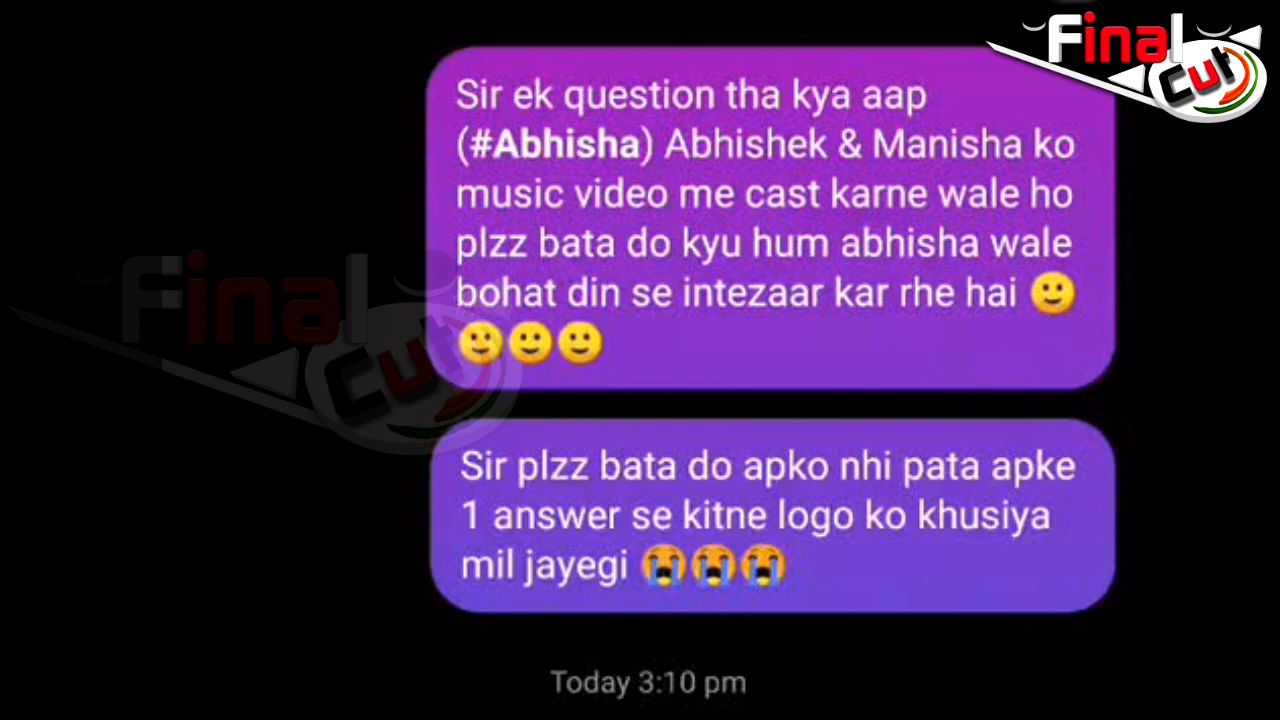 Final
Cut
Sir ek question tha kya aap
(#Abhisha) Abhishek & Manisha ko
music video me cast karne wale ho
plzz bata do kyu hum abhisha wale
bohat din se intezaar kar rhe hai 🙂
🙂🙂🙂
Final
Cut
Sir plzz bata do apko nhi pata apke
1 answer se kitne logo ko khusiya
mil jayegi 😭😭😭
Today 3:10 pm